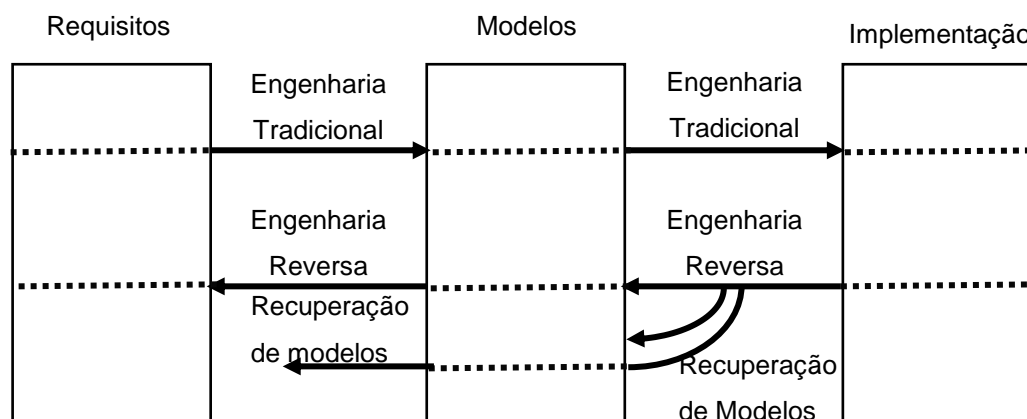 Requisitos
Modelos
Implementação
Engenharia
Tradicional
Engenharia
Tradicional
Engenharia
Reversa
Engenharia
Reversa
Recuperação
de modelos
Recuperação
de Modelos